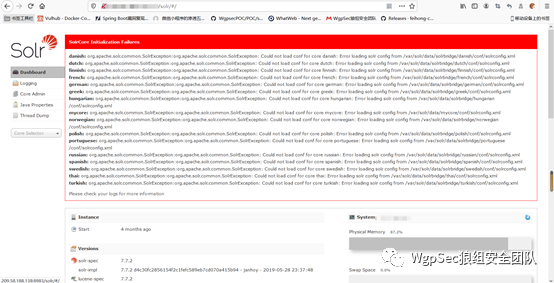 /solr/#/
书签工具栏 Vulhub - Docker-Co... Spring Boot
WgpSec/POC/POC/s WhatWeb - Next ge WgpSec狼组安全团队 Releases · feihong-c
移动设备上的书签
Solr
Dashboard
Logging
Core Admin
Java Properties
Thread Dump
Core Selector
SolrCore Initialization Failures
danish: org.apache.solr.common.SolrException:org.apache.solr.common.SolrException: Could not load conf for core danish: Error loading solr config from /var/solr/data/solrbridge/danish/conf/solrconfig.xml
dutch: org.apache.solr.common.SolrException:org.apache.solr.common.SolrException: Could not load conf for core dutch: Error loading solr config from /var/solr/data/solrbridge/dutch/conf/solrconfig.xml
finnish: org.apache.solr.common.SolrException:org.apache.solr.common.SolrException: Could not load conf for core finnish: Error loading solr config from /var/solr/data/solrbridge/finnish/conf/solrconfig.xml
french: org.apache.solr.common.SolrException:org.apache.solr.common.SolrException: Could not load conf for core french: Error loading solr config from /var/solr/data/solrbridge/french/conf/solrconfig.xml
german: org.apache.solr.common.SolrException:org.apache.solr.common.SolrException: Could not load conf for core german: Error loading solr config from /var/solr/data/solrbridge/german/conf/solrconfig.xml
greek: org.apache.solr.common.SolrException:org.apache.solr.common.SolrException: Could not load conf for core greek: Error loading solr config from /var/solr/data/solrbridge/greek/conf/solrconfig.xml
hungarian: org.apache.solr.common.SolrException:org.apache.solr.common.SolrException: Could not load conf for core hungarian: Error loading solr config from /var/solr/data/solrbridge/hungarian
/conf/solrconfig.xml
mycore: org.apache.solr.common.SolrException:org.apache.solr.common.SolrException: Could not load conf for core mycore: Error loading solr config from /var/solr/data/mycore/conf/solrconfig.xml
norwegian: org.apache.solr.common.SolrException:org.apache.solr.common.SolrException: Could not load conf for core norwegian: Error loading solr config from /var/solr/data/solrbridge/norwegian
/conf/solrconfig.xml
polish: org.apache.solr.common.SolrException:org.apache.solr.common.SolrException: Could not load conf for core polish: Error loading solr config from /var/solr/data/solrbridge/polish/conf/solrconfig.xml
portuguese: org.apache.solr.common.SolrException:org.apache.solr.common.SolrException: Could not load conf for core portuguese: Error loading solr config from /var/solr/data/solrbridge/portuguese
/conf/solrconfig.xml
russian: org.apache.solr.common.SolrException:org.apache.solr.common.SolrException: Could not load conf for core russian: Error loading solr config from /var/solr/data/solrbridge/russian/conf/solrconfig.xml
spanish: org.apache.solr.common.SolrException:org.apache.solr.common.SolrException: Could not load conf for core spanish: Error loading solr config from /var/solr/data/solrbridge/spanish/conf/solrconfig.xml
swedish: org.apache.solr.common.SolrException:org.apache.solr.common.SolrException: Could not load conf for core swedish: Error loading solr config from /var/solr/data/solrbridge/swedish/conf/solrconfig.xml
thai: org.apache.solr.common.SolrException:org.apache.solr.common.SolrException: Could not load conf for core thai: Error loading solr config from /var/solr/data/solrbridge/thai/conf/solrconfig.xml
turkish: org.apache.solr.common.SolrException:org.apache.solr.common.SolrException: Could not load conf for core turkish: Error loading solr config from /var/solr/data/solrbridge/turkish/conf/solrconfig.xml
Please check your logs for more information
Instance
Start 4 months ago
Versions
solr-spec 7.7.2
solr-impl 7.7.2 - janhoy - 2019-05-28 23:37:48
lucene-spec 7.7.2
System:
Physical Memory 87.2%
Swap Space 0.0%
WgpSec狼组安全团队
209.58.188.138:8983/solr/#/